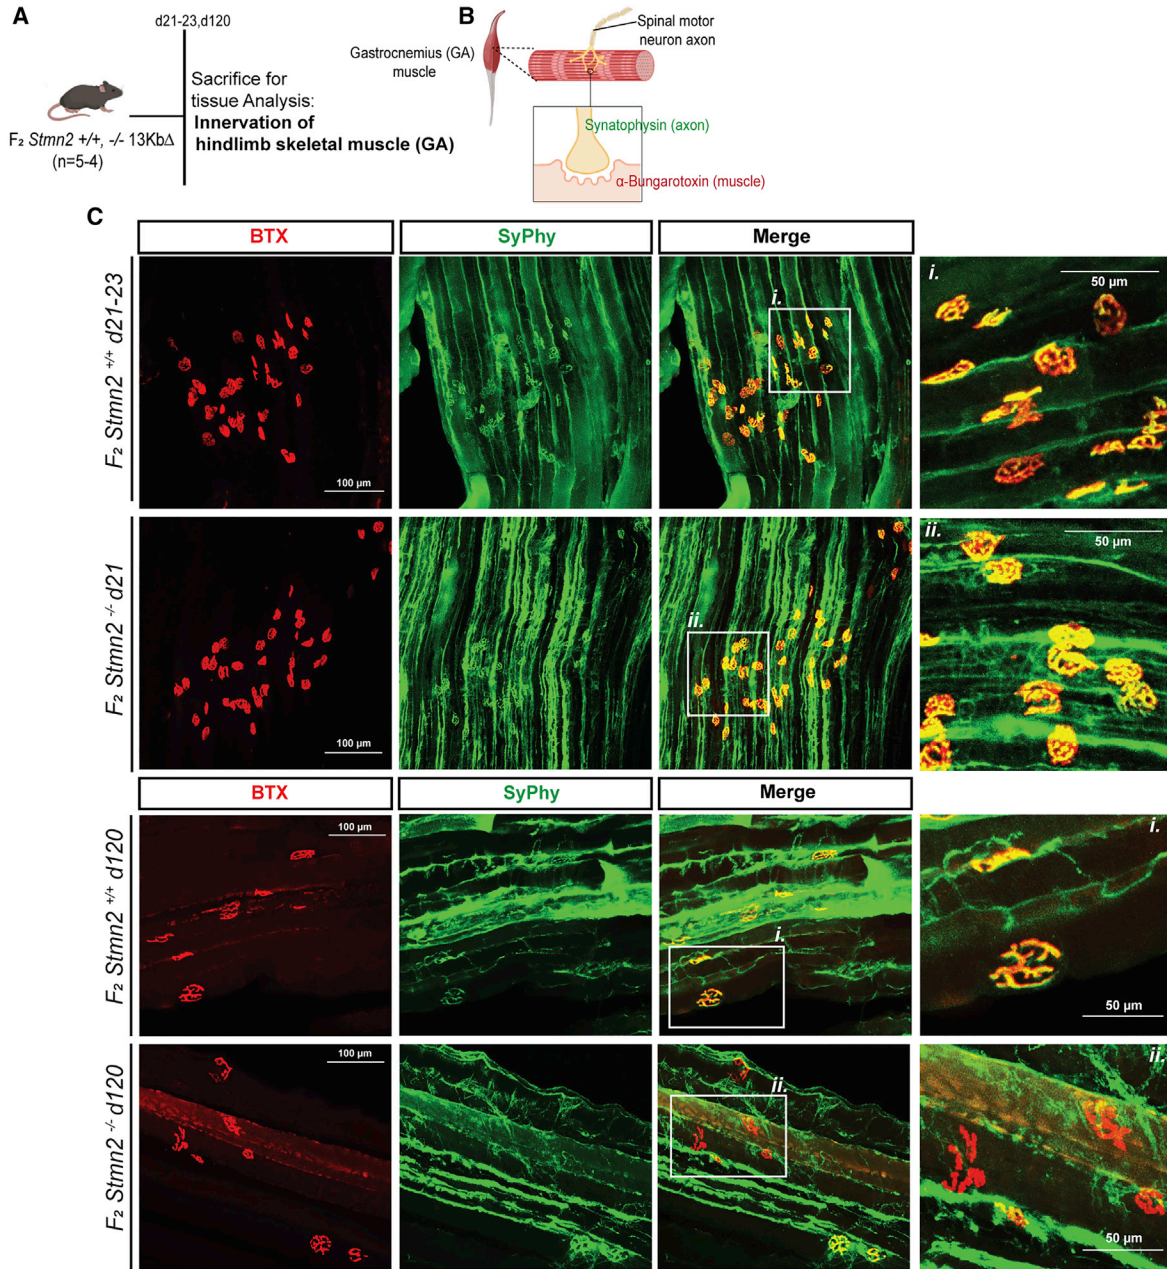 A
d21-23,d120
Sacrifice for
tissue Analysis:
Innervation of
hindlimb skeletal muscle (GA)
F₂ Stmn2 +/+, -/- 13KbΔ
(n=5-4)
B
Spinal motor
neuron axon
Gastrocnemius (GA)
muscle
Synatophysin (axon)
α-Bungarotoxin (muscle)
C
BTX
SyPhy
Merge
F₂ Stmn2 +/+ d21-23
100 µm
i.
i.
50 µm
F₂ Stmn2 -/- d21
100 µm
ii.
ii.
50 µm
BTX
SyPhy
Merge
F₂ Stmn2 +/+ d120
100 µm
i.
i.
50 µm
F₂ Stmn2 -/- d120
100 µm
ii.
ii.
50 µm